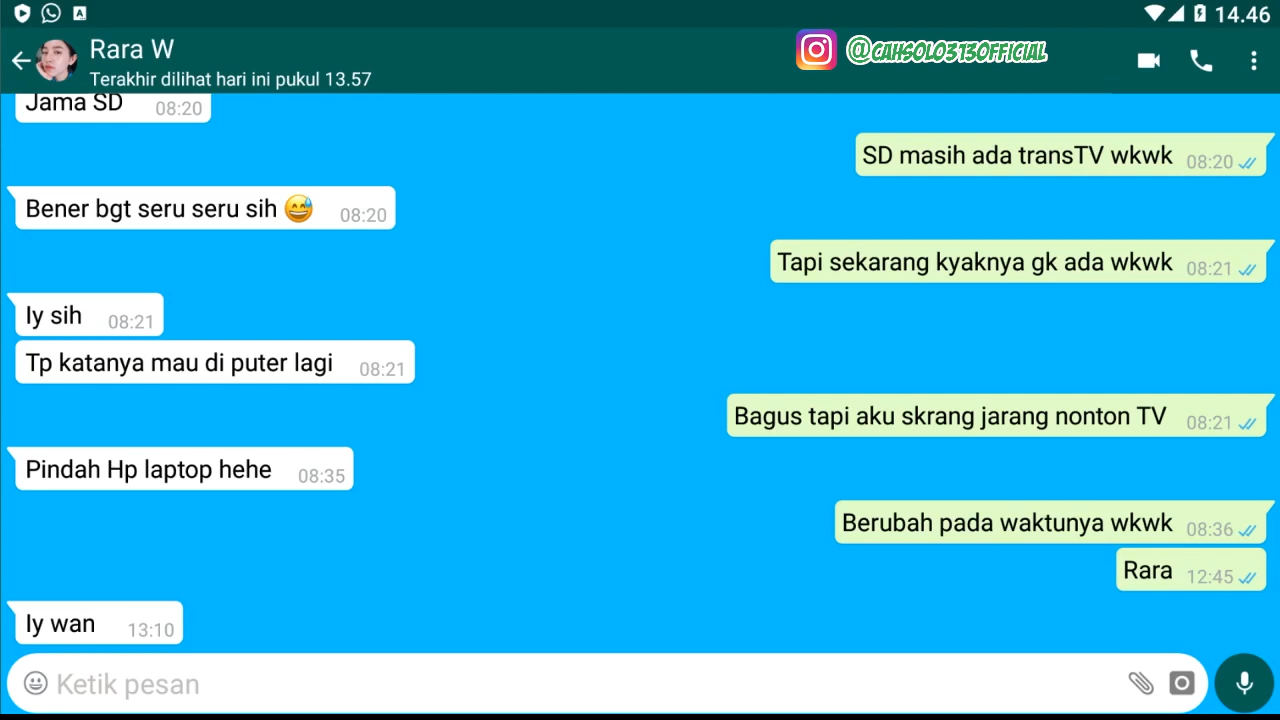 14.46
Rara W
Terakhir dilihat hari ini pukul 13.57
@CAHSOLO313OFFICIAL
Jama SD 08:20
SD masih ada transTV wkwk 08:20
Bener bgt seru seru sih 😅 08:20
Tapi sekarang kyaknya gk ada wkwk 08:21
Iy sih 08:21
Tp katanya mau di puter lagi 08:21
Bagus tapi aku skrang jarang nonton TV 08:21
Pindah Hp laptop hehe 08:35
Berubah pada waktunya wkwk 08:36
Rara 12:45
Iy wan 13:10
Ketik pesan